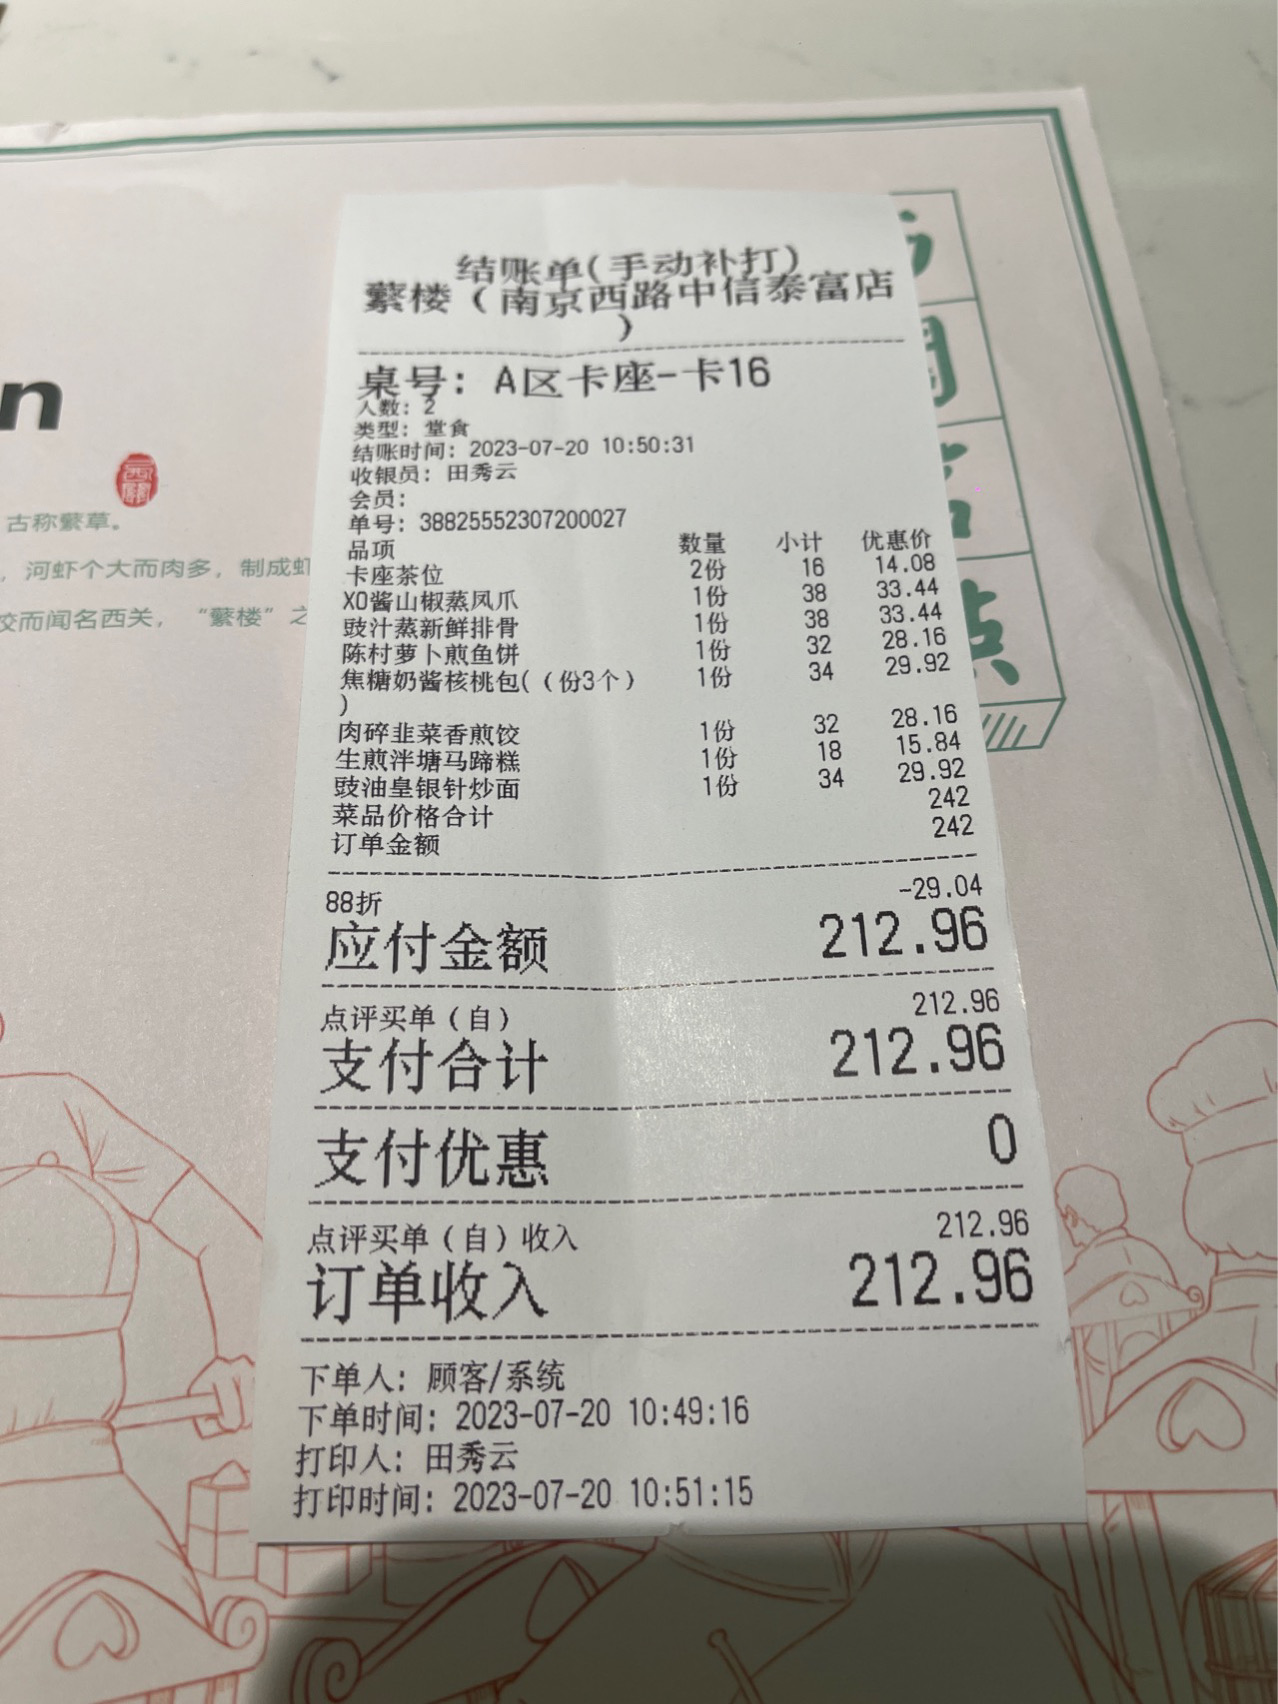 结账单(手动补打)
蘩楼（南京西路中信泰富店
）
桌号：A区卡座-卡16
人数：2
类型：堂食
结账时间：2023-07-20 10:50:31
收银员：田秀云
会员：
单号：38825552307200027
品项 数量 小计 优惠价
卡座茶位 2份 16 14.08
XO酱山椒蒸凤爪 1份 38 33.44
豉汁蒸新鲜排骨 1份 38 33.44
陈村萝卜煎鱼饼 1份 32 28.16
焦糖奶酱核桃包(（份3个） 1份 34 29.92
)
肉碎韭菜香煎饺 1份 32 28.16
生煎泮塘马蹄糕 1份 18 15.84
豉油皇银针炒面 1份 34 29.92
菜品价格合计 242
订单金额 242
88折 -29.04
应付金额 212.96
点评买单（自） 212.96
支付合计 212.96
支付优惠 0
点评买单（自）收入 212.96
订单收入 212.96
下单人：顾客/系统
下单时间：2023-07-20 10:49:16
打印人：田秀云
打印时间：2023-07-20 10:51:15
n
古称蘩草。
，河虾个大而肉多，制成虾
饺而闻名西关，“蘩楼”之
点